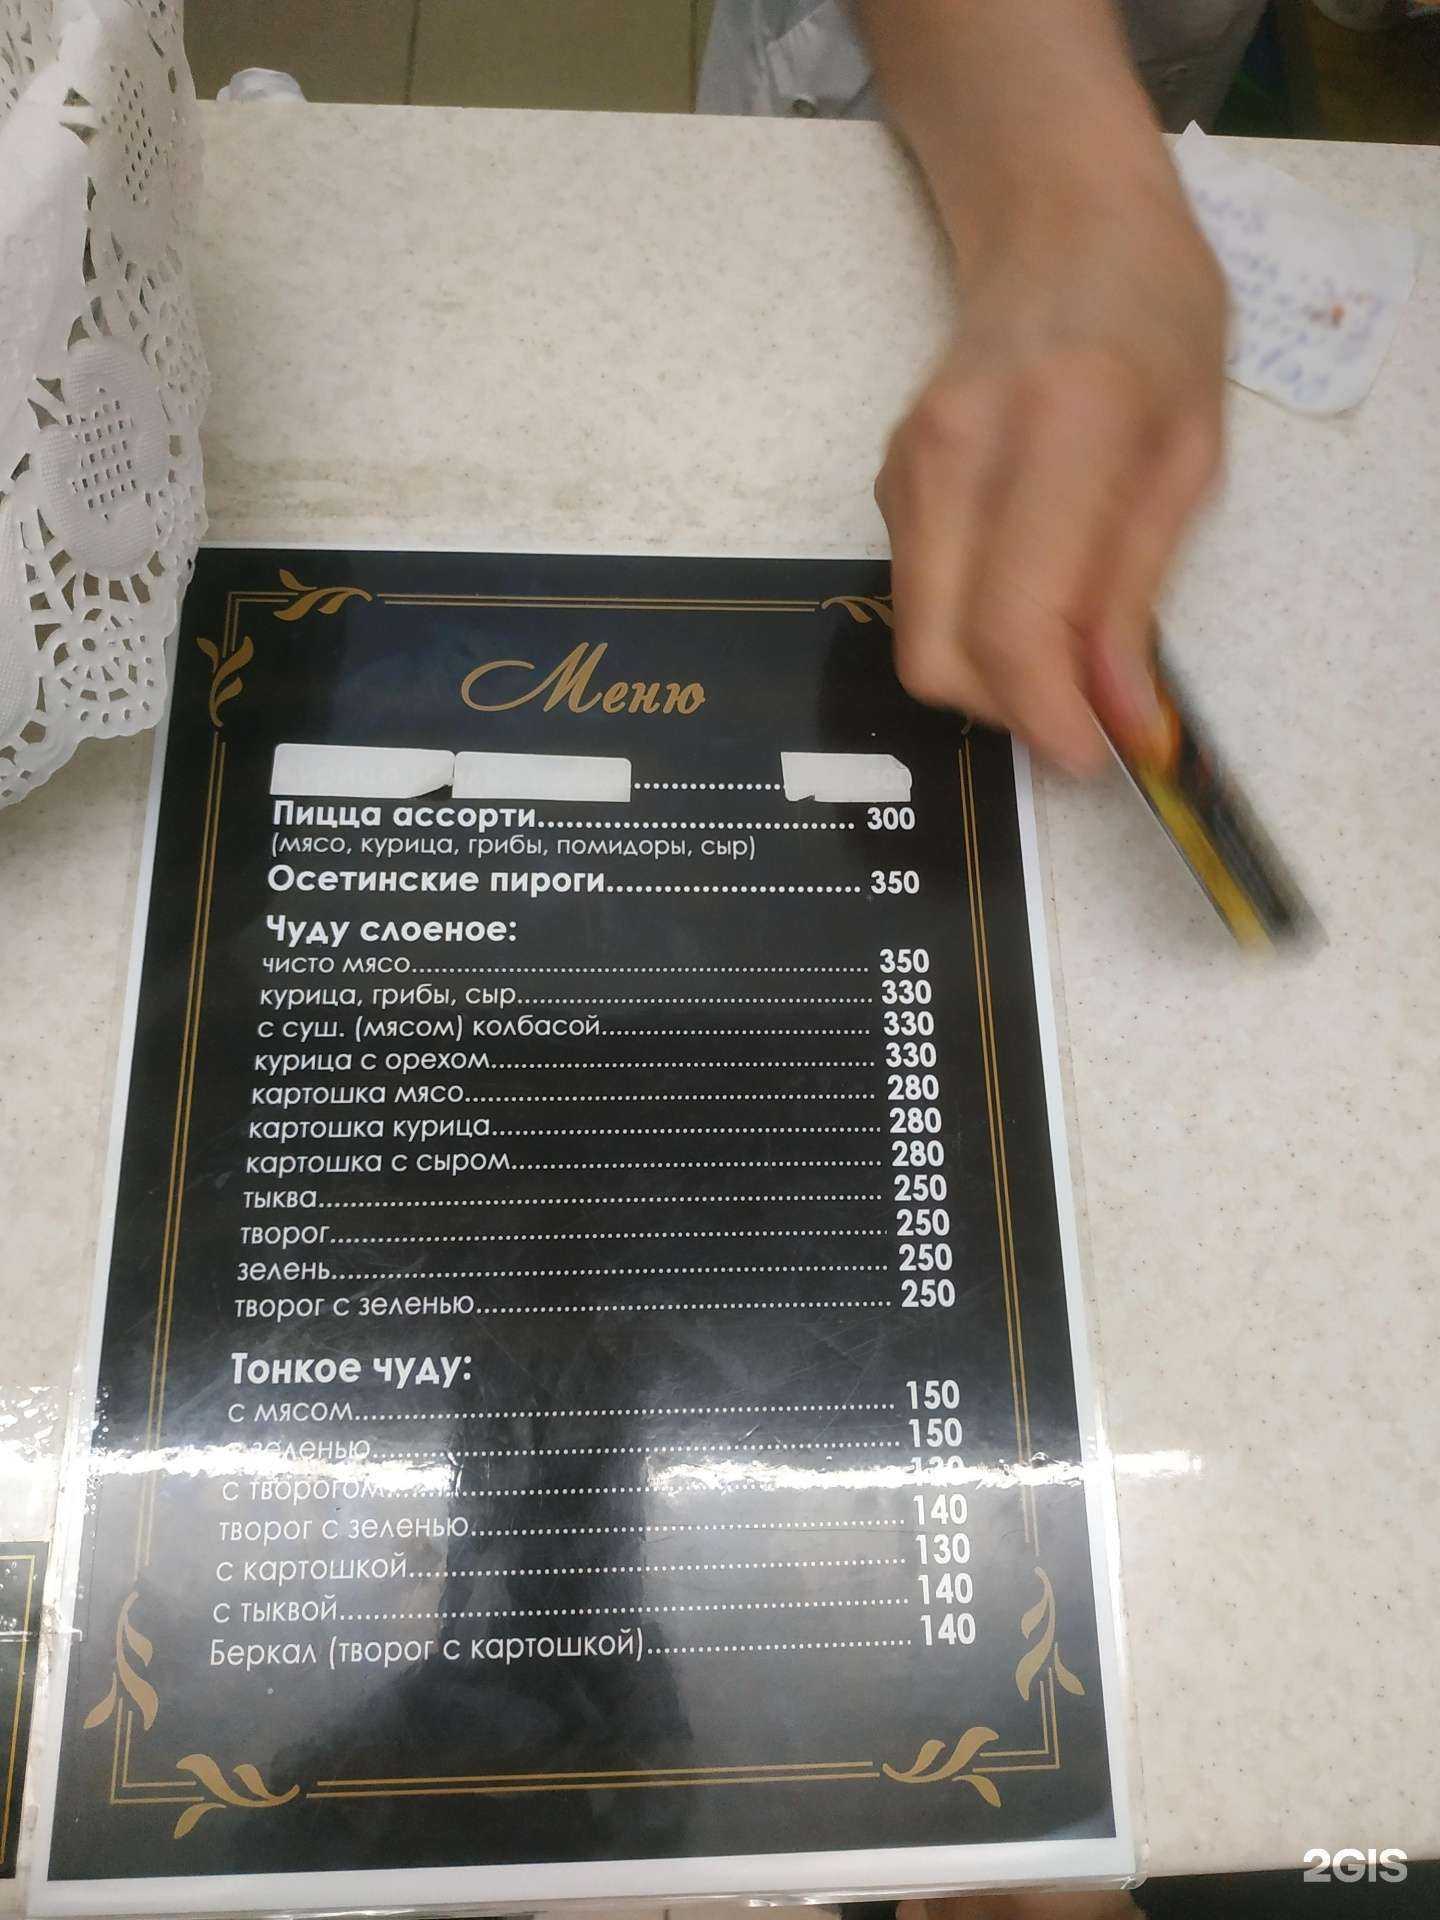 Меню
Пицца ассорти................................. 300
(мясо, курица, грибы, помидоры, сыр)
Осетинские пироги........................... 350
Чуду слоеное:
чисто мясо........................................................ 350
курица, грибы, сыр........................................... 330
с суш. (мясом) колбасой................................. 330
курица с орехом................................................ 330
картошка мясо.................................................. 280
картошка курица............................................... 280
картошка с сыром............................................. 280
тыква.................................................................. 250
творог................................................................. 250
зелень................................................................ 250
творог с зеленью................................................ 250
Тонкое чуду:
с мясом............................................................. 150
зеленью............................................................ 150
с творогом
творог с зеленью................................................ 140
с картошкой....................................................... 130
с тыквой............................................................. 140
Беркал (творог с картошкой)............................ 140
2GIS